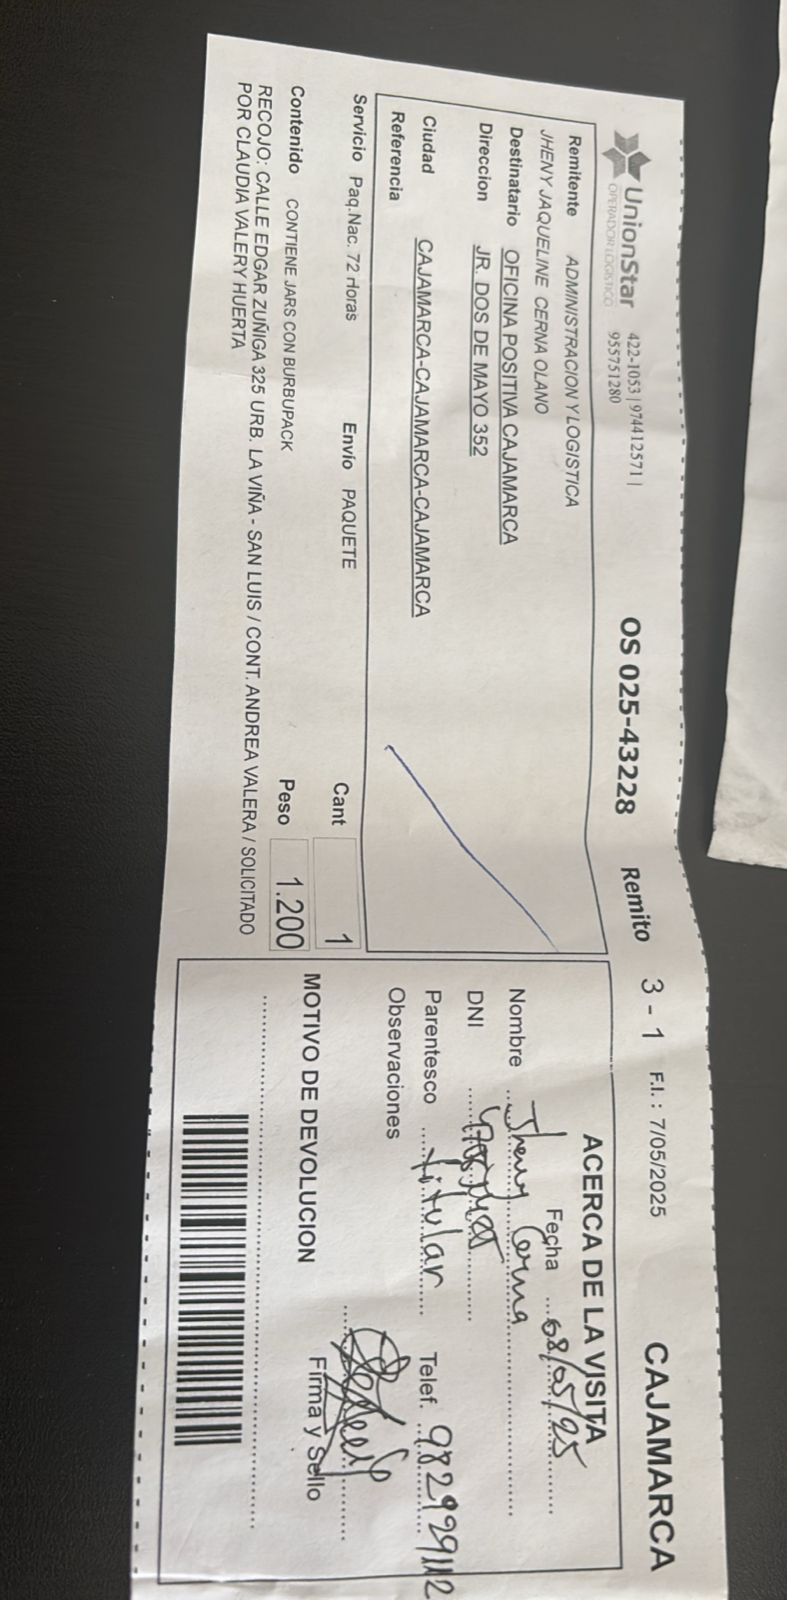 UnionStar 422-1053 | 974412571 |
OPERADOR LOGISTICO 955751280
OS 025-43228 Remito 3 - 1 F.I. : 7/05/2025 CAJAMARCA
Remitente ADMINISTRACION Y LOGISTICA
JHENY JAQUELINE CERNA OLANO
Destinatario OFICINA POSITIVA CAJAMARCA
Direccion JR. DOS DE MAYO 352
Ciudad CAJAMARCA-CAJAMARCA-CAJAMARCA
Referencia
Servicio Paq.Nac. 72 Horas Envio PAQUETE Cant 1
Contenido CONTIENE JARS CON BURBUPACK Peso 1.200
RECOJO: CALLE EDGAR ZUÑIGA 325 URB. LA VIÑA - SAN LUIS / CONT. ANDREA VALERA / SOLICITADO
POR CLAUDIA VALERY HUERTA
ACERCA DE LA VISITA
Fecha 08/05/25
Nombre Jheny Cerna
DNI
Parentesco titular Telef. 982929112
Observaciones
Firma y Sello
MOTIVO DE DEVOLUCION